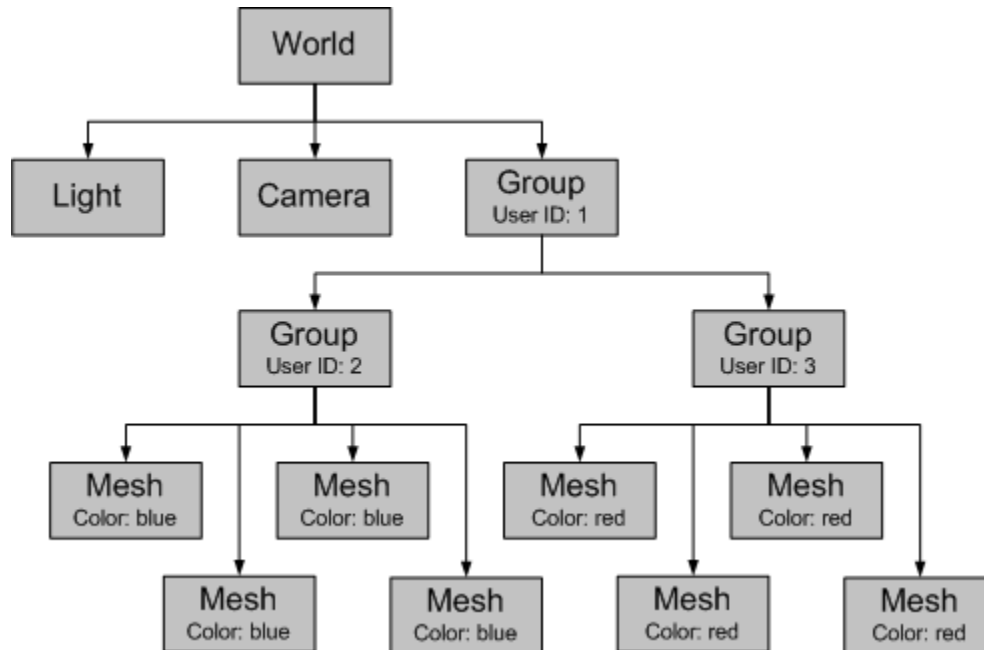 World
Light
Camera
Group
User ID: 1
Group
User ID: 2
Group
User ID: 3
Mesh
Color: blue
Mesh
Color: blue
Mesh
Color: red
Mesh
Color: red
Mesh
Color: blue
Mesh
Color: blue
Mesh
Color: red
Mesh
Color: red